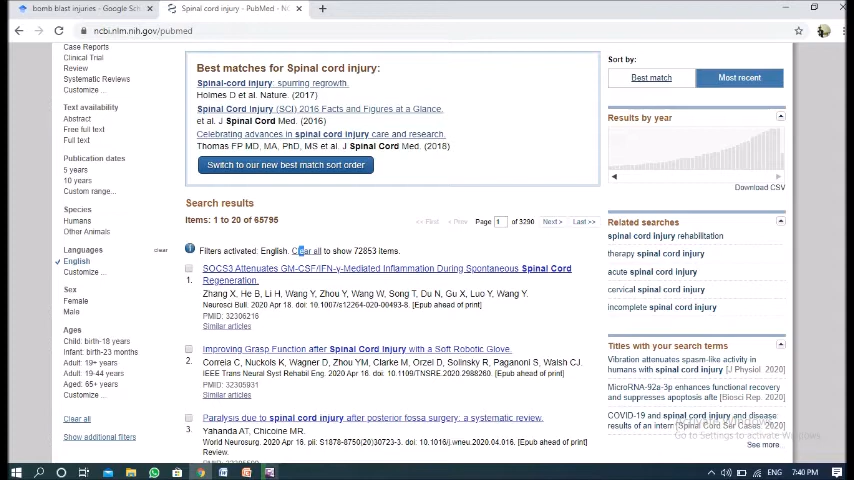 bomb blast injuries - Google Sch
Spinal cord injury - PubMed - NC
ncbi.nlm.nih.gov/pubmed
Case Reports
Clinical Trial
Review
Systematic Reviews
Customize ...
Text availability
Abstract
Free full text
Full text
Publication dates
5 years
10 years
Custom range...
Species
Humans
Other Animals
Languages clear
English
Customize ...
Sex
Female
Male
Ages
Child: birth-18 years
Infant: birth-23 months
Adult: 19+ years
Adult: 19-44 years
Aged: 65+ years
Customize ...
Clear all
Show additional filters
Best matches for Spinal cord injury:
Spinal-cord injury: spurring regrowth.
Holmes D et al. Nature. (2017)
Spinal Cord Injury (SCI) 2016 Facts and Figures at a Glance.
et al. J Spinal Cord Med. (2016)
Celebrating advances in spinal cord injury care and research.
Thomas FP MD, MA, PhD, MS et al. J Spinal Cord Med. (2018)
Switch to our new best match sort order
Search results
Items: 1 to 20 of 65795
<< First < Prev Page 1 of 3290 Next > Last >>
Filters activated: English. Clear all to show 72853 items.
SOCS3 Attenuates GM-CSF/IFN-γ-Mediated Inflammation During Spontaneous Spinal Cord
1. Regeneration.
Zhang X, He B, Li H, Wang Y, Zhou Y, Wang W, Song T, Du N, Gu X, Luo Y, Wang Y.
Neurosci Bull. 2020 Apr 18. doi: 10.1007/s12264-020-00493-8. [Epub ahead of print]
PMID: 32306216
Similar articles
Improving Grasp Function after Spinal Cord Injury with a Soft Robotic Glove.
2. Correia C, Nuckols K, Wagner D, Zhou YM, Clarke M, Orzel D, Solinsky R, Paganoni S, Walsh CJ.
IEEE Trans Neural Syst Rehabil Eng. 2020 Apr 16. doi: 10.1109/TNSRE.2020.2988260. [Epub ahead of print]
PMID: 32305931
Similar articles
Paralysis due to spinal cord injury after posterior fossa surgery: a systematic review.
3. Yahanda AT, Chicoine MR.
World Neurosurg. 2020 Apr 16. pii: S1878-8750(20)30723-3. doi: 10.1016/j.wneu.2020.04.016. [Epub ahead of print]
Review.
Sort by:
Best match
Most recent
Results by year
Download CSV
Related searches
spinal cord injury rehabilitation
therapy spinal cord injury
acute spinal cord injury
cervical spinal cord injury
incomplete spinal cord injury
Titles with your search terms
Vibration attenuates spasm-like activity in
humans with spinal cord injury [J Physiol. 2020]
MicroRNA-92a-3p enhances functional recovery
and suppresses apoptosis afte [Biosci Rep. 2020]
COVID-19 and spinal cord injury and disease:
results of an intern [Spinal Cord Ser Cases. 2020]
Go to Settings to activate Windows.
See more...
ENG 7:40 PM